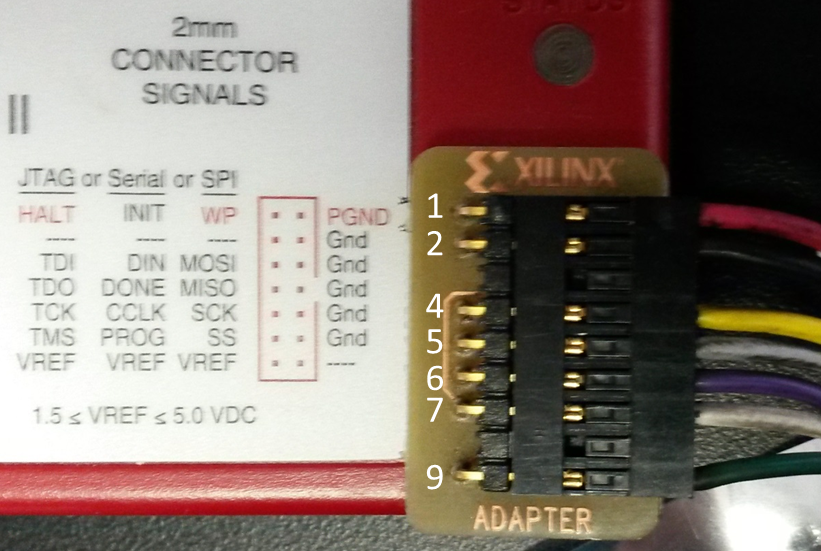 STATUS
2mm
CONNECTOR
SIGNALS
II
JTAG or Serial or SPI
HALT INIT WP PGND
---- ---- ---- Gnd
TDI DIN MOSI Gnd
TDO DONE MISO Gnd
TCK CCLK SCK Gnd
TMS PROG SS Gnd
VREF VREF VREF ----
1.5 ≤ VREF ≤ 5.0 VDC
XILINX
1
2
4
5
6
7
9
ADAPTER